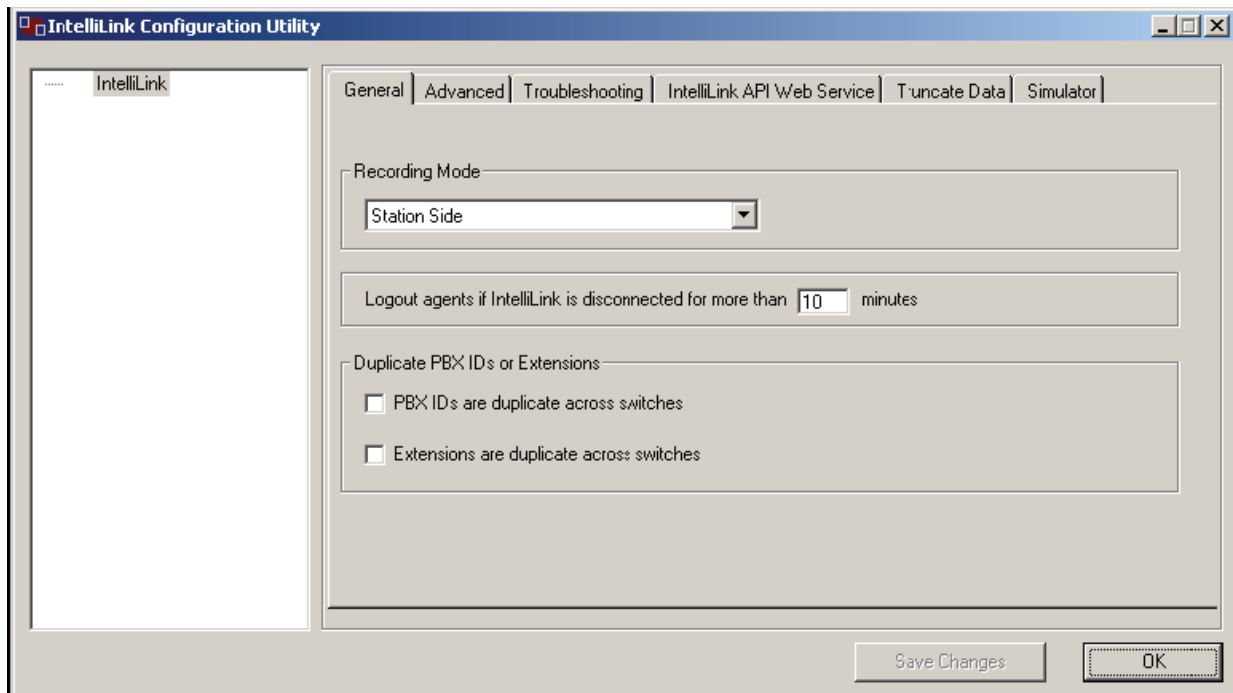 IntelliLink Configuration Utility
IntelliLink
General Advanced Troubleshooting IntelliLink API Web Service Truncate Data Simulator
Recording Mode
Station Side
Logout agents if IntelliLink is disconnected for more than 10 minutes
Duplicate PBX IDs or Extensions
PBX IDs are duplicate across switches
Extensions are duplicate across switches
Save Changes OK